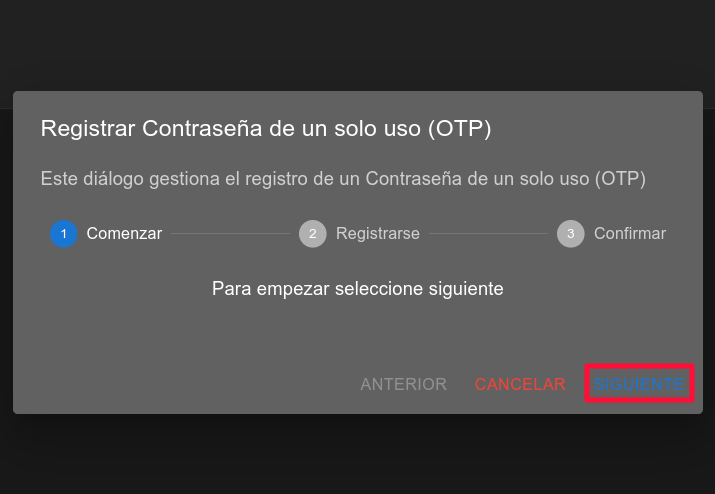 Registrar Contraseña de un solo uso (OTP)
Este diálogo gestiona el registro de un Contraseña de un solo uso (OTP)
1 Comenzar 2 Registrarse 3 Confirmar
Para empezar seleccione siguiente
ANTERIOR CANCELAR SIGUIENTE